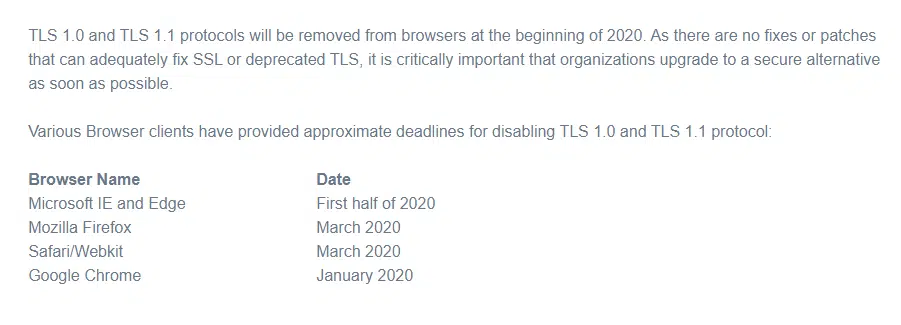 TLS 1.0 and TLS 1.1 protocols will be removed from browsers at the beginning of 2020. As there are no fixes or patches
that can adequately fix SSL or deprecated TLS, it is critically important that organizations upgrade to a secure alternative
as soon as possible.
Various Browser clients have provided approximate deadlines for disabling TLS 1.0 and TLS 1.1 protocol:
Browser Name Date
Microsoft IE and Edge First half of 2020
Mozilla Firefox March 2020
Safari/Webkit March 2020
Google Chrome January 2020